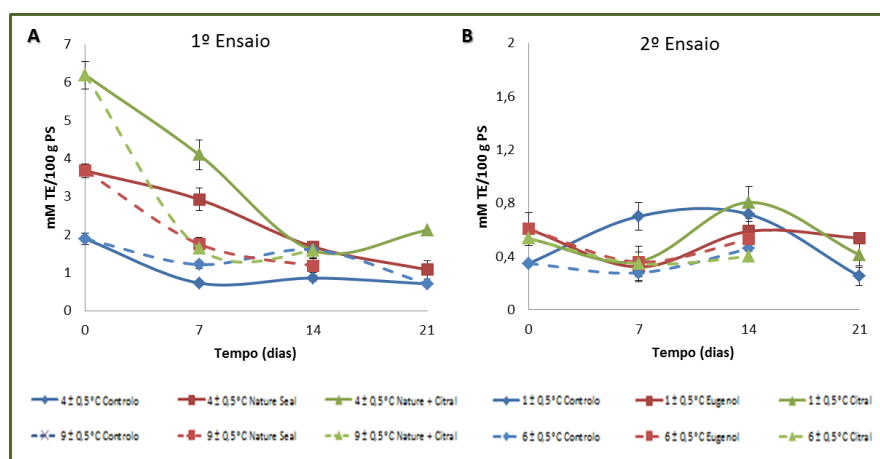 A
1º Ensaio
7
6
5
4
3
2
1
0
mM TE/100 g PS
0 7 14 21
Tempo (dias)
B
2º Ensaio
2
1,6
1,2
0,8
0,4
0
mM TE/100 g PS
0 7 14 21
Tempo (dias)
4± 0,5°C Controlo 4± 0,5°C Nature Seal 4± 0,5°C Nature + Citral
9± 0,5°C Controlo 9± 0,5°C Nature Seal 9± 0,5°C Nature + Citral
1± 0,5°C Controlo 1± 0,5°C Eugenol 1± 0,5°C Citral
6± 0,5°C Controlo 6± 0,5°C Eugenol 6± 0,5°C Citral